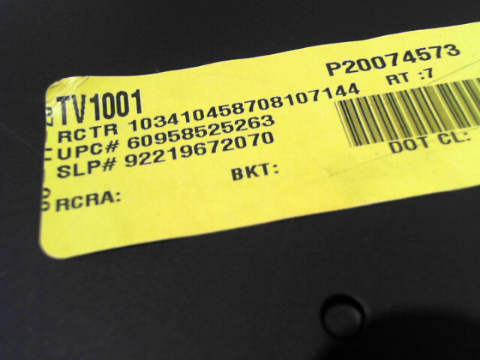 P20074573
TV1001
RT :7
RCTR 103410458708107144
UPC# 60958525263
SLP# 92219672070
DOT CL:
BKT:
RCRA: